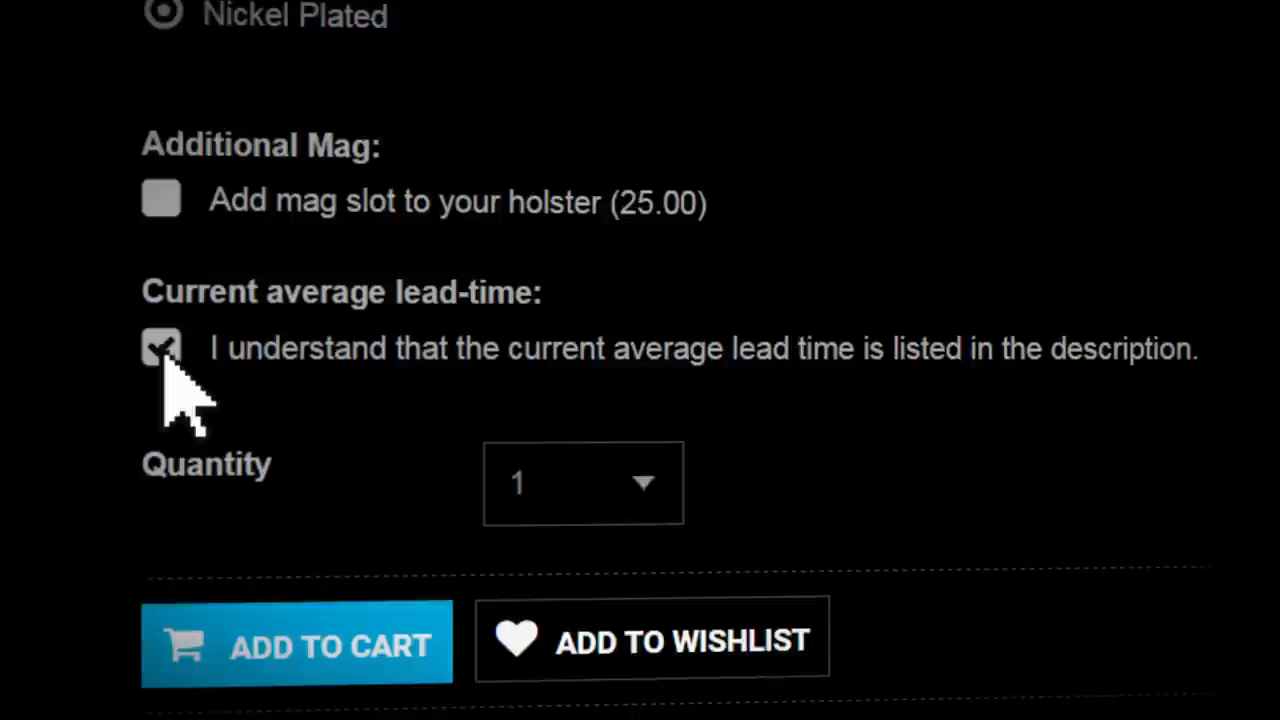 Nickel Plated
Additional Mag:
Add mag slot to your holster (25.00)
Current average lead-time:
I understand that the current average lead time is listed in the description.
Quantity
1
ADD TO CART
ADD TO WISHLIST